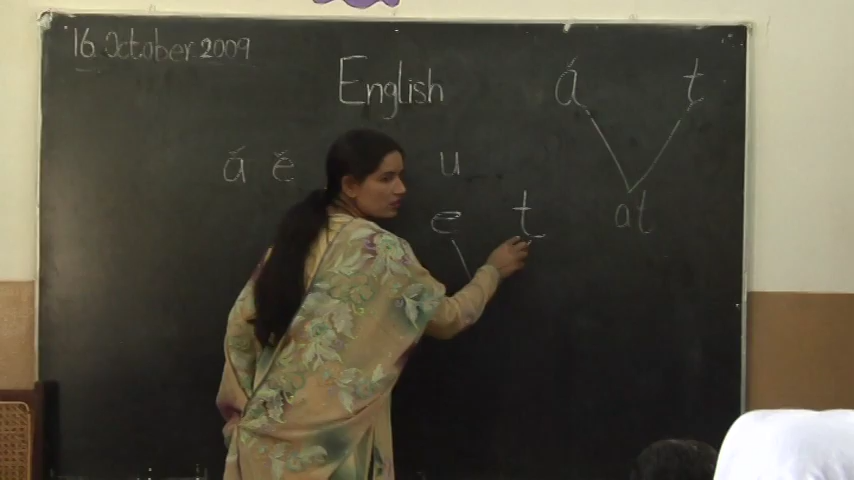 16 October 2009
English
ă t
ă ĕ u
e t
at